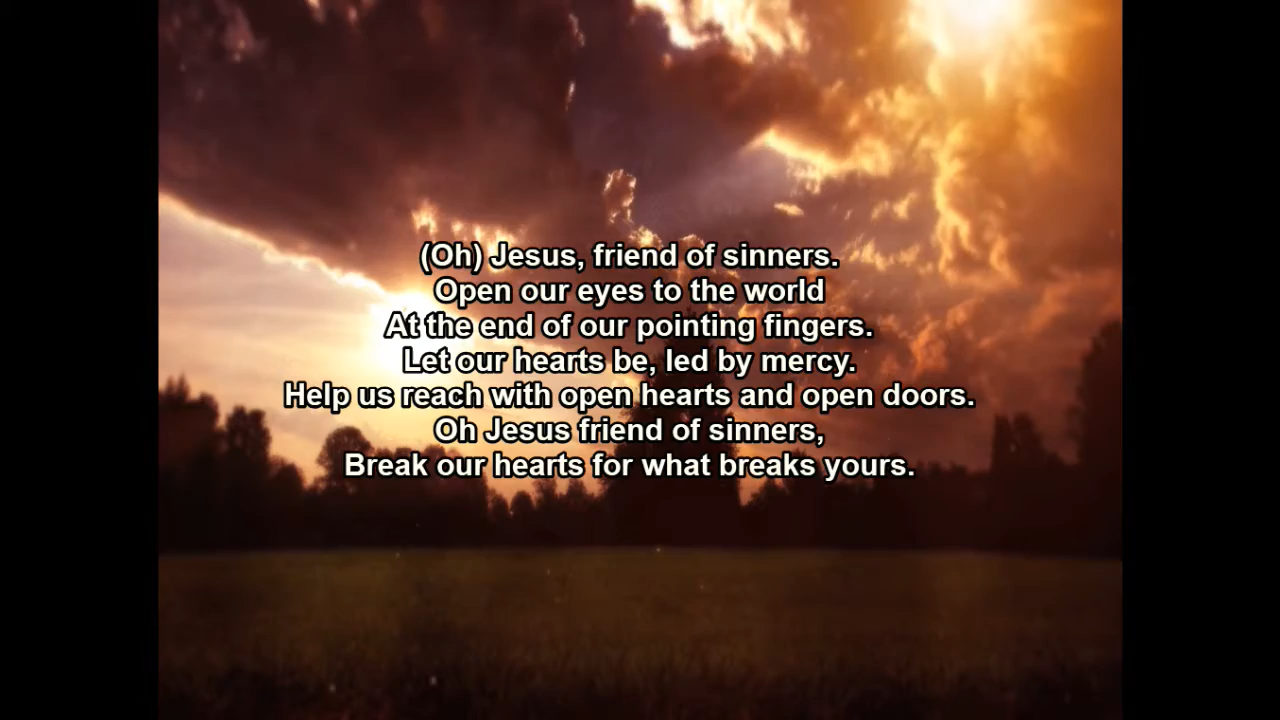 (Oh) Jesus, friend of sinners.
Open our eyes to the world
At the end of our pointing fingers.
Let our hearts be, led by mercy.
Help us reach with open hearts and open doors.
Oh Jesus friend of sinners,
Break our hearts for what breaks yours.